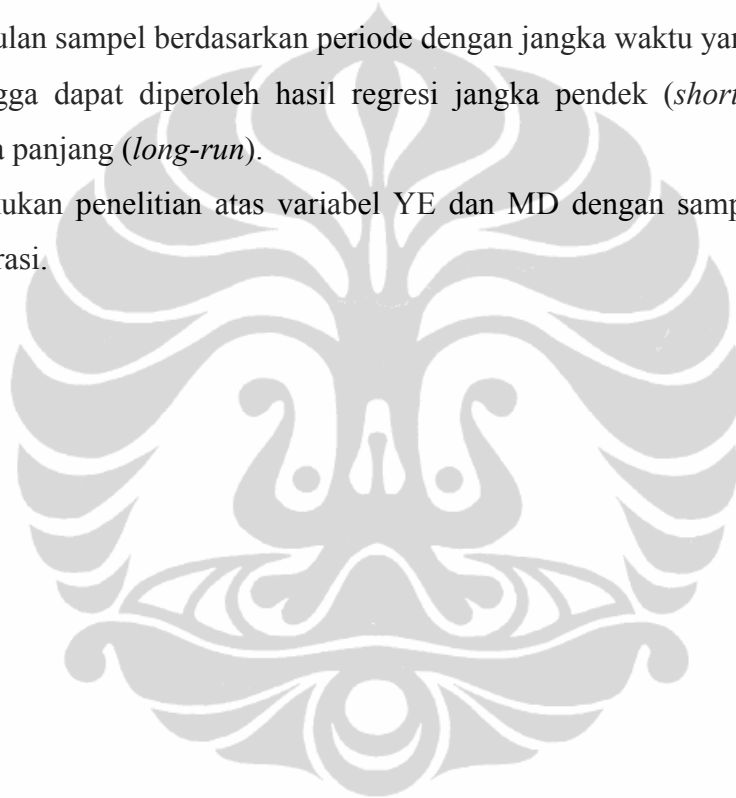 ulan sampel berdasarkan periode dengan jangka waktu yan
gga dapat diperoleh hasil regresi jangka pendek (short
a panjang (long-run).
ukan penelitian atas variabel YE dan MD dengan samp
rasi.